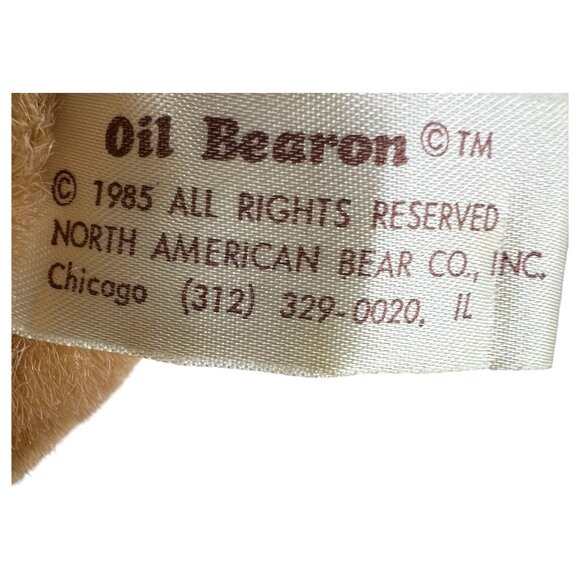 Oil Bearon ©TM
© 1985 ALL RIGHTS RESERVED
NORTH AMERICAN BEAR CO., INC.
Chicago (312) 329-0020, IL